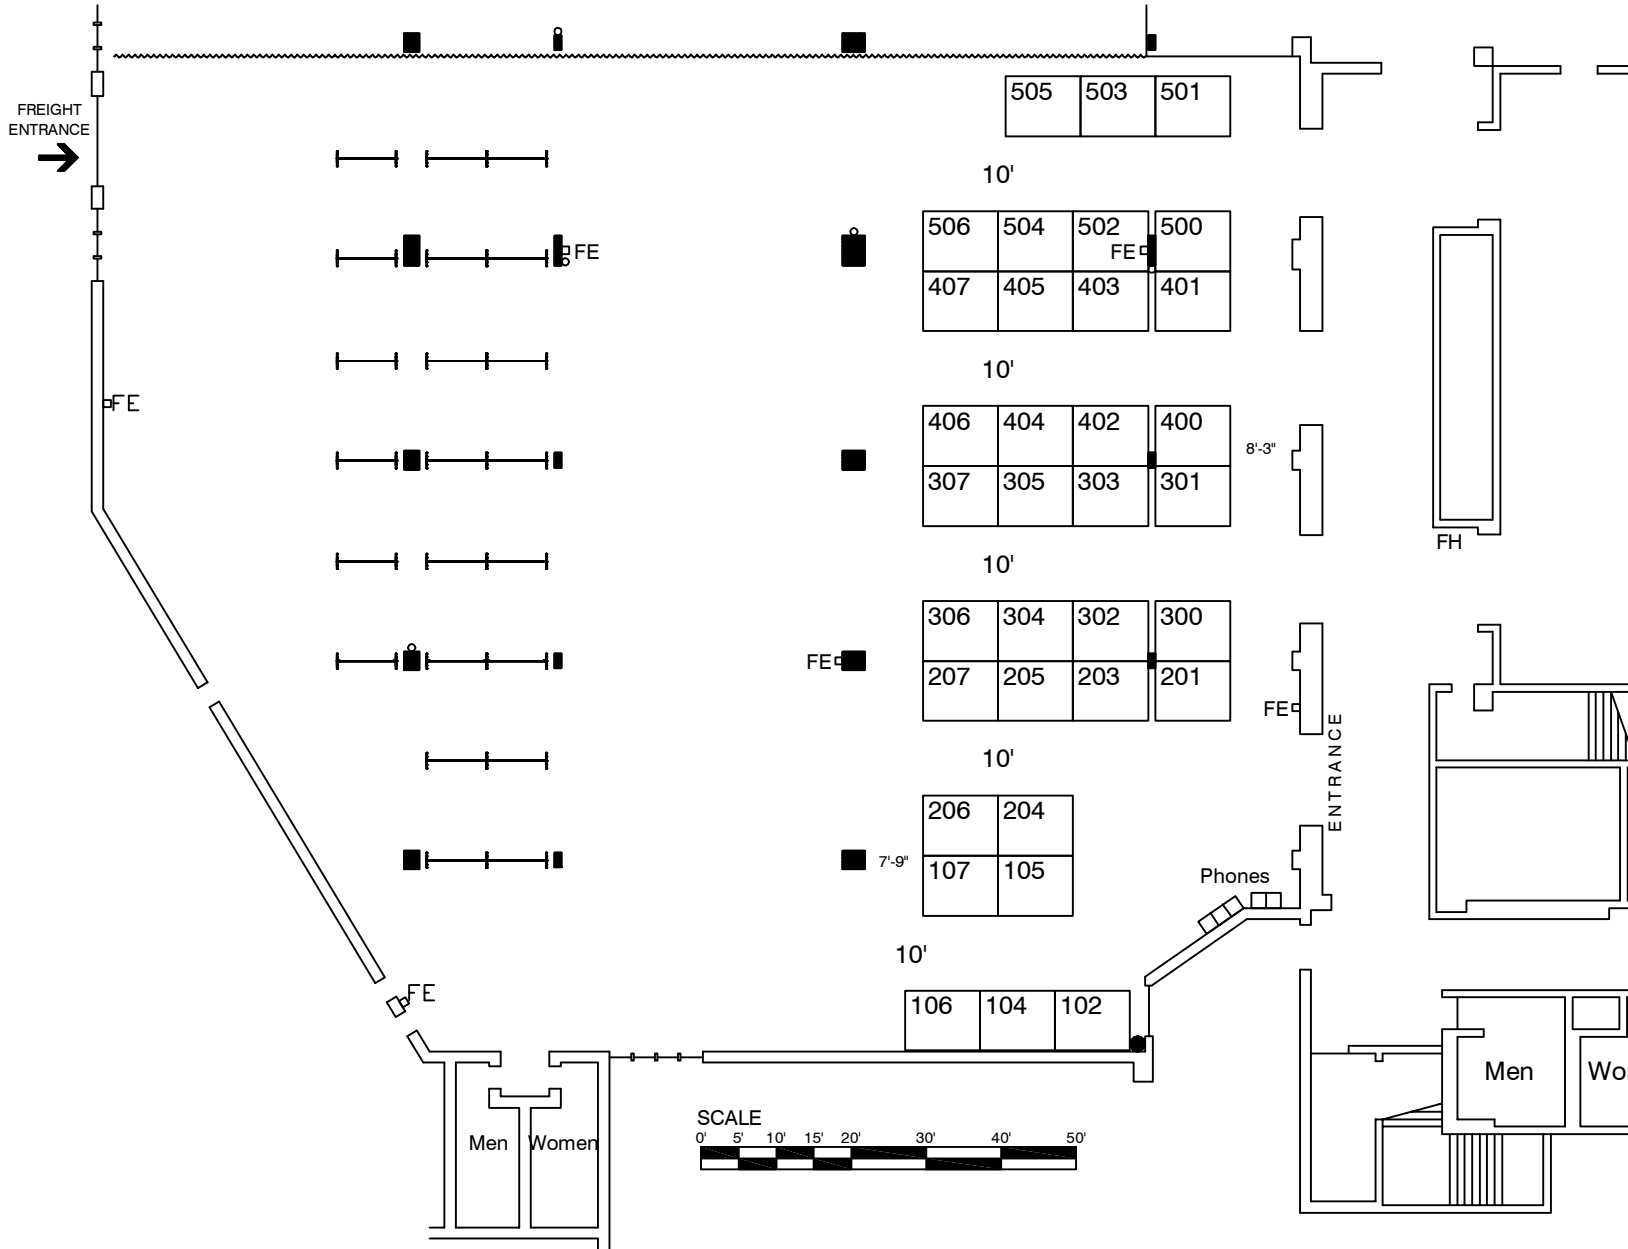 505 503 501
FREIGHT
ENTRANCE
10'
506 504 502 500
FE
FE
407 405 403 401
10'
FE
406 404 402 400
8'-3"
307 305 303 301
FH
10'
306 304 302 300
FE
207 205 203 201
FE
ENTRANCE
10'
206 204
7'-9"
107 105
Phones
10'
FE
106 104 102
Men
SCALE
0' 5' 10' 15' 20' 30' 40' 50'
Men Women